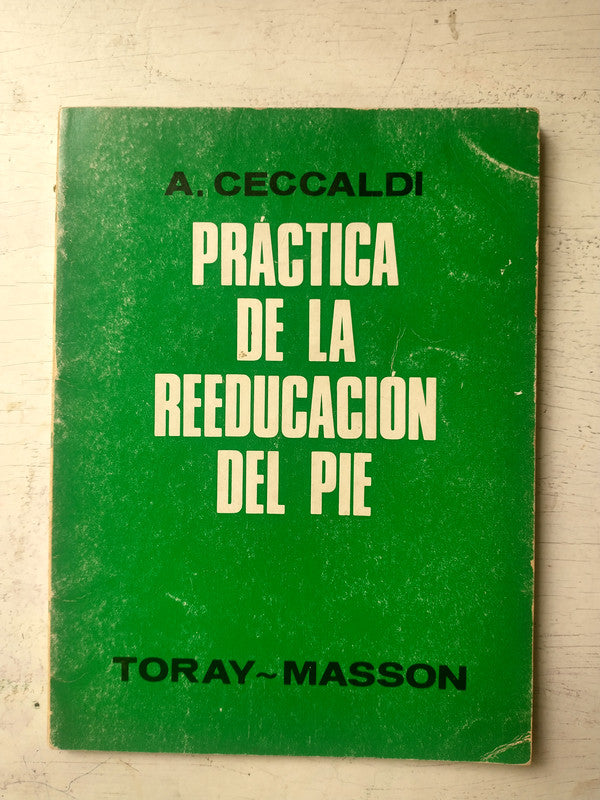 A. CECCALDI
PRÁCTICA
DE LA
REEDUCACIÓN
DEL PIE
TORAY~MASSON